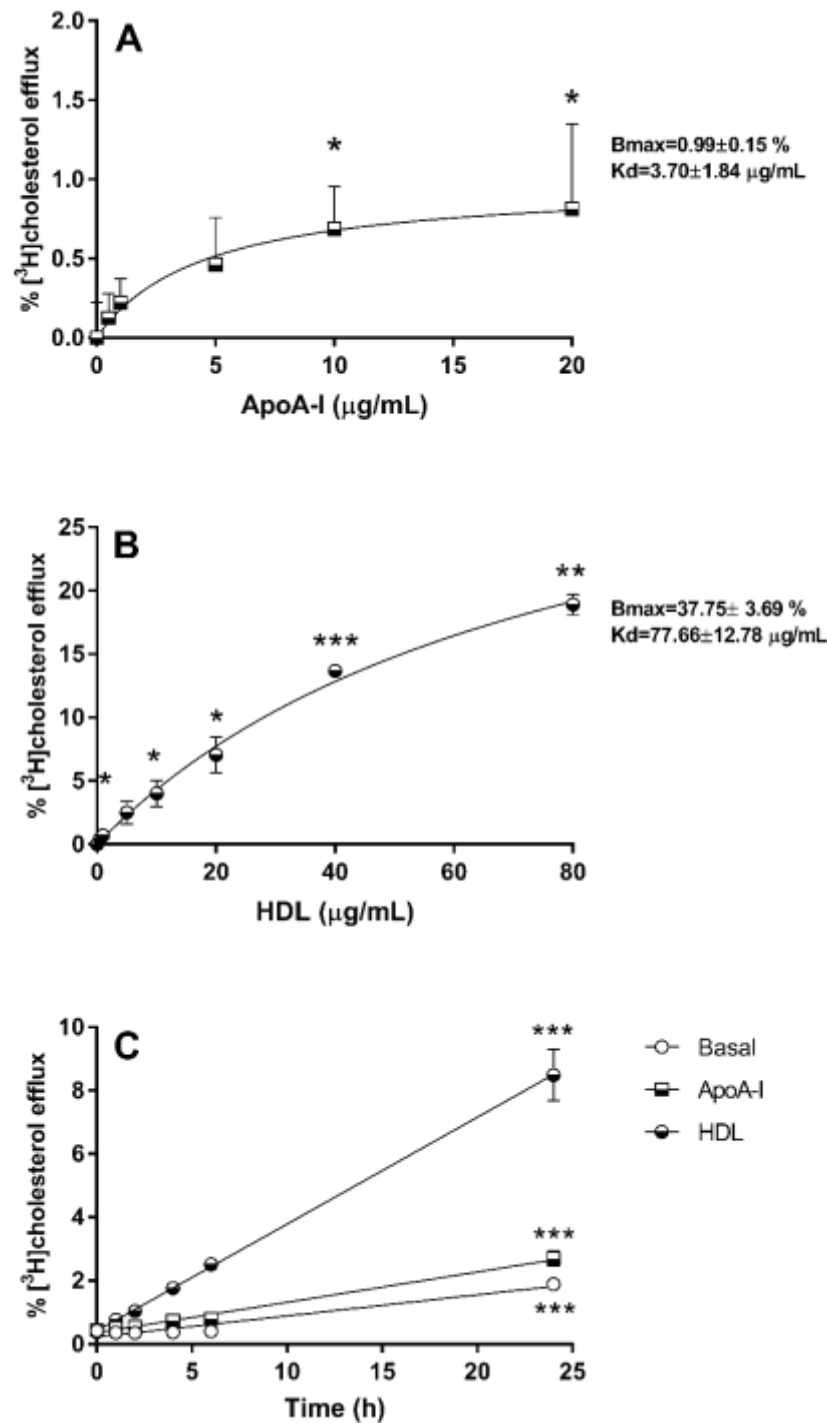 A
% [³H]cholesterol efflux
2.0
1.5
1.0
0.5
0.0
* *
0 5 10 15 20
ApoA-I (μg/mL)
Bmax=0.99±0.15 %
Kd=3.70±1.84 μg/mL
B
% [³H]cholesterol efflux
25
20
15
10
5
0
* * * *** **
0 20 40 60 80
HDL (μg/mL)
Bmax=37.75± 3.69 %
Kd=77.66±12.78 μg/mL
C
% [³H]cholesterol efflux
10
8
6
4
2
0
***
***
***
0 5 10 15 20 25
Time (h)
Basal
ApoA-I
HDL